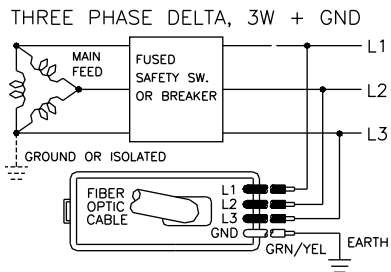 THREE PHASE DELTA, 3W + GND
MAIN
FEED
FUSED
SAFETY SW.
OR BREAKER
L1
L2
L3
GROUND OR ISOLATED
FIBER
OPTIC
CABLE
L1
L2
L3
GND
GRN/YEL
EARTH